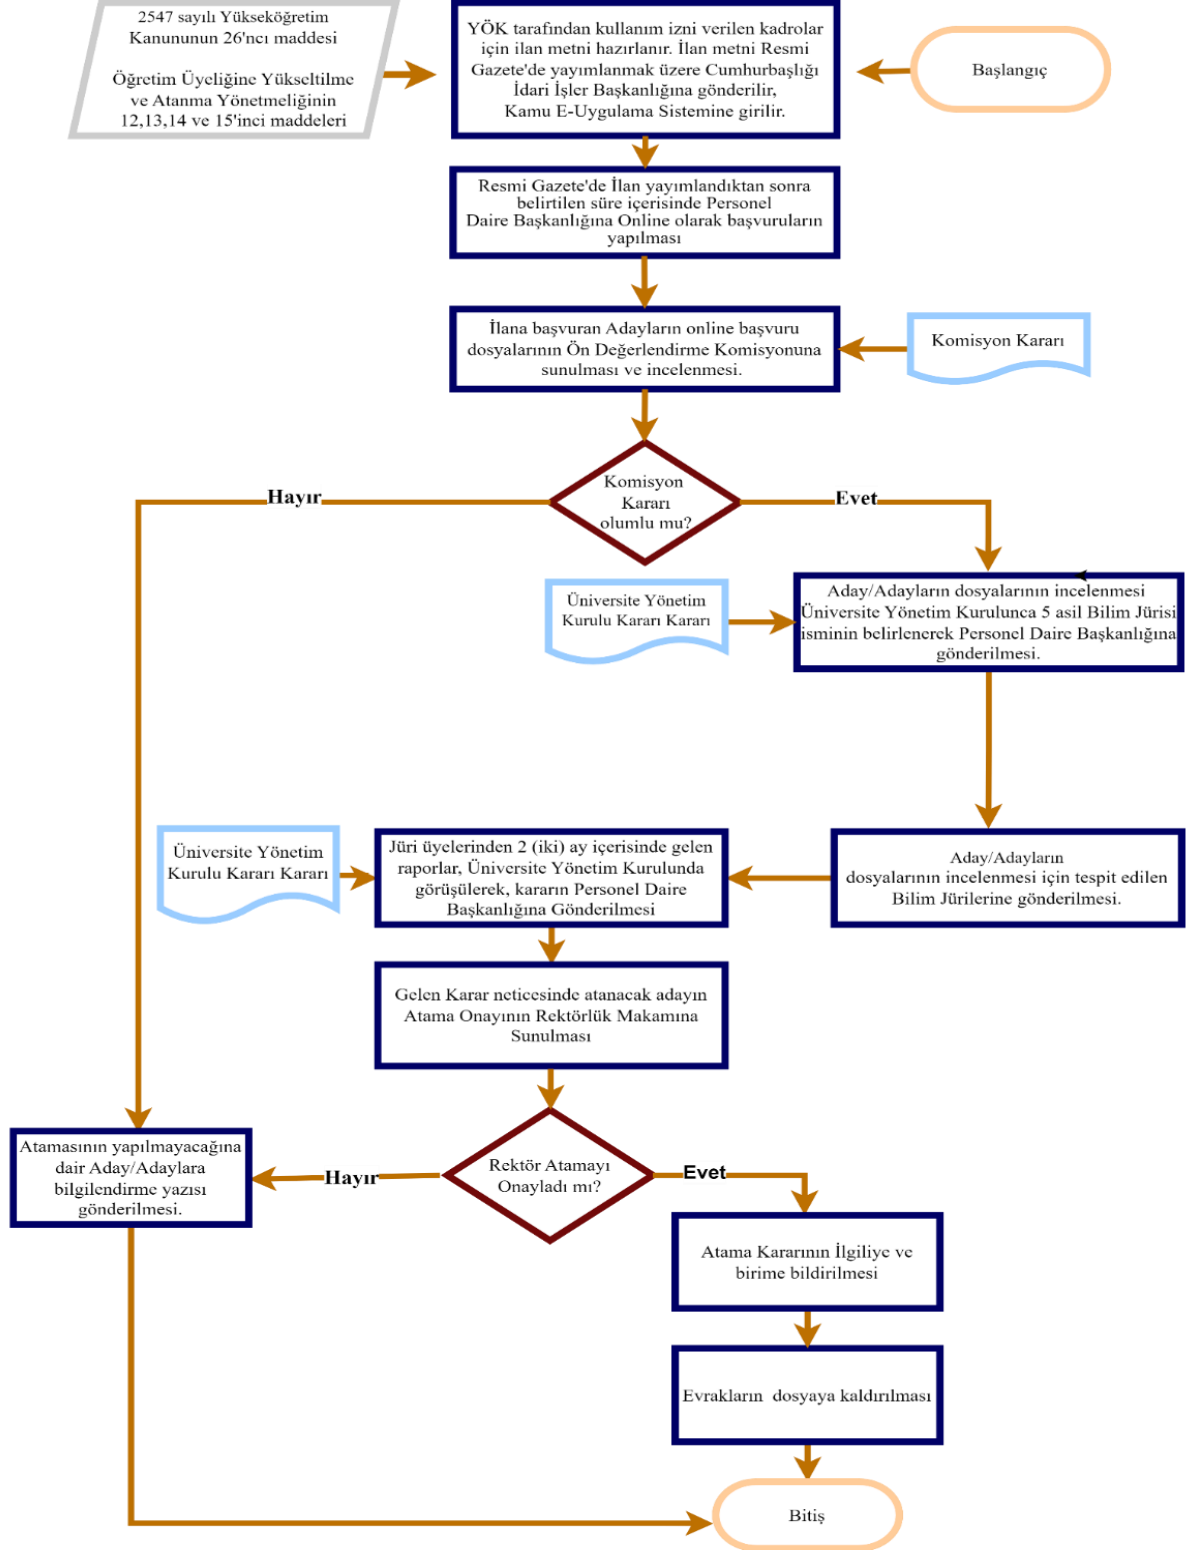 2547 sayılı Yükseköğretim
Kanununun 26'ncı maddesi
Öğretim Üyeliğine Yükseltilme
ve Atanma Yönetmeliğinin
12,13,14 ve 15'inci maddeleri
YÖK tarafından kullanım izni verilen kadrolar
için ilan metni hazırlanır. İlan metni Resmi
Gazete'de yayımlanmak üzere Cumhurbaşlığı
İdari İşler Başkanlığına gönderilir,
Kamu E-Uygulama Sistemine girilir.
Başlangıç
Resmi Gazete'de İlan yayımlandıktan sonra
belirtilen süre içerisinde Personel
Daire Başkanlığına Online olarak başvuruların
yapılması
İlana başvuran Adayların online başvuru
dosyalarının Ön Değerlendirme Komisyonuna
sunulması ve incelenmesi.
Komisyon Kararı
Komisyon
Kararı
olumlu mu?
Hayır
Evet
Üniversite Yönetim
Kurulu Kararı Kararı
Aday/Adayların dosyalarının incelenmesi
Üniversite Yönetim Kurulunca 5 asil Bilim Jürisi
isminin belirlenerek Personel Daire Başkanlığına
gönderilmesi.
Üniversite Yönetim
Kurulu Kararı Kararı
Jüri üyelerinden 2 (iki) ay içerisinde gelen
raporlar, Üniversite Yönetim Kurulunda
görüşülerek, kararın Personel Daire
Başkanlığına Gönderilmesi
Aday/Adayların
dosyalarının incelenmesi için tespit edilen
Bilim Jürilerine gönderilmesi.
Gelen Karar neticesinde atanacak adayın
Atama Onayının Rektörlük Makamına
Sunulması
Atamasının yapılmayacağına
dair Aday/Adaylara
bilgilendirme yazısı
gönderilmesi.
Hayır
Rektör Atamayı
Onayladı mı?
Evet
Atama Kararının İlgiliye ve
birime bildirilmesi
Evrakların dosyaya kaldırılması
Bitiş